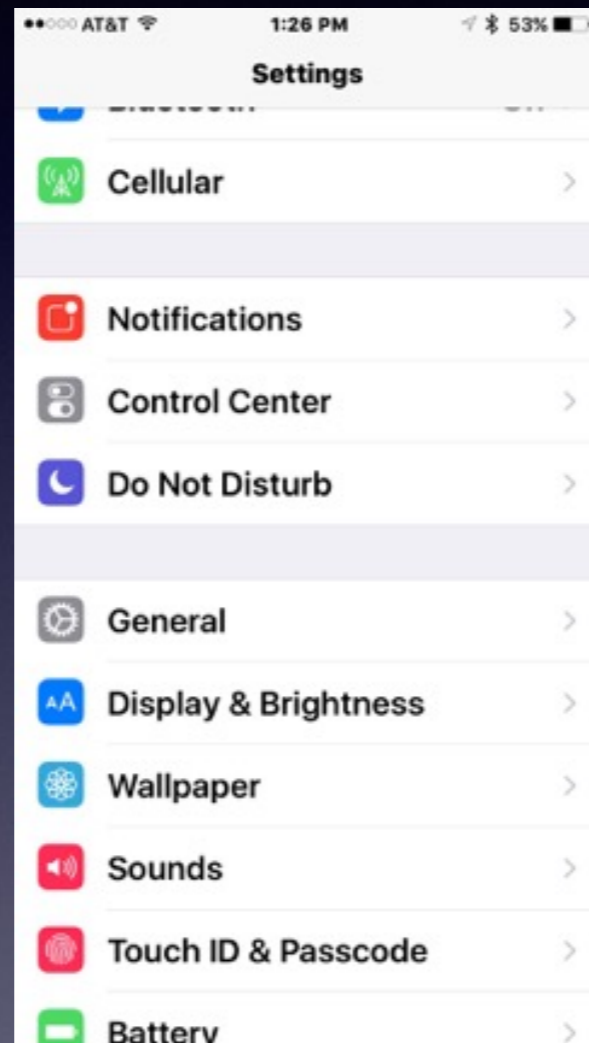 AT&T 1:26 PM 53%
Settings
Cellular
Notifications
Control Center
Do Not Disturb
General
AA Display & Brightness
Wallpaper
Sounds
Touch ID & Passcode
Battery